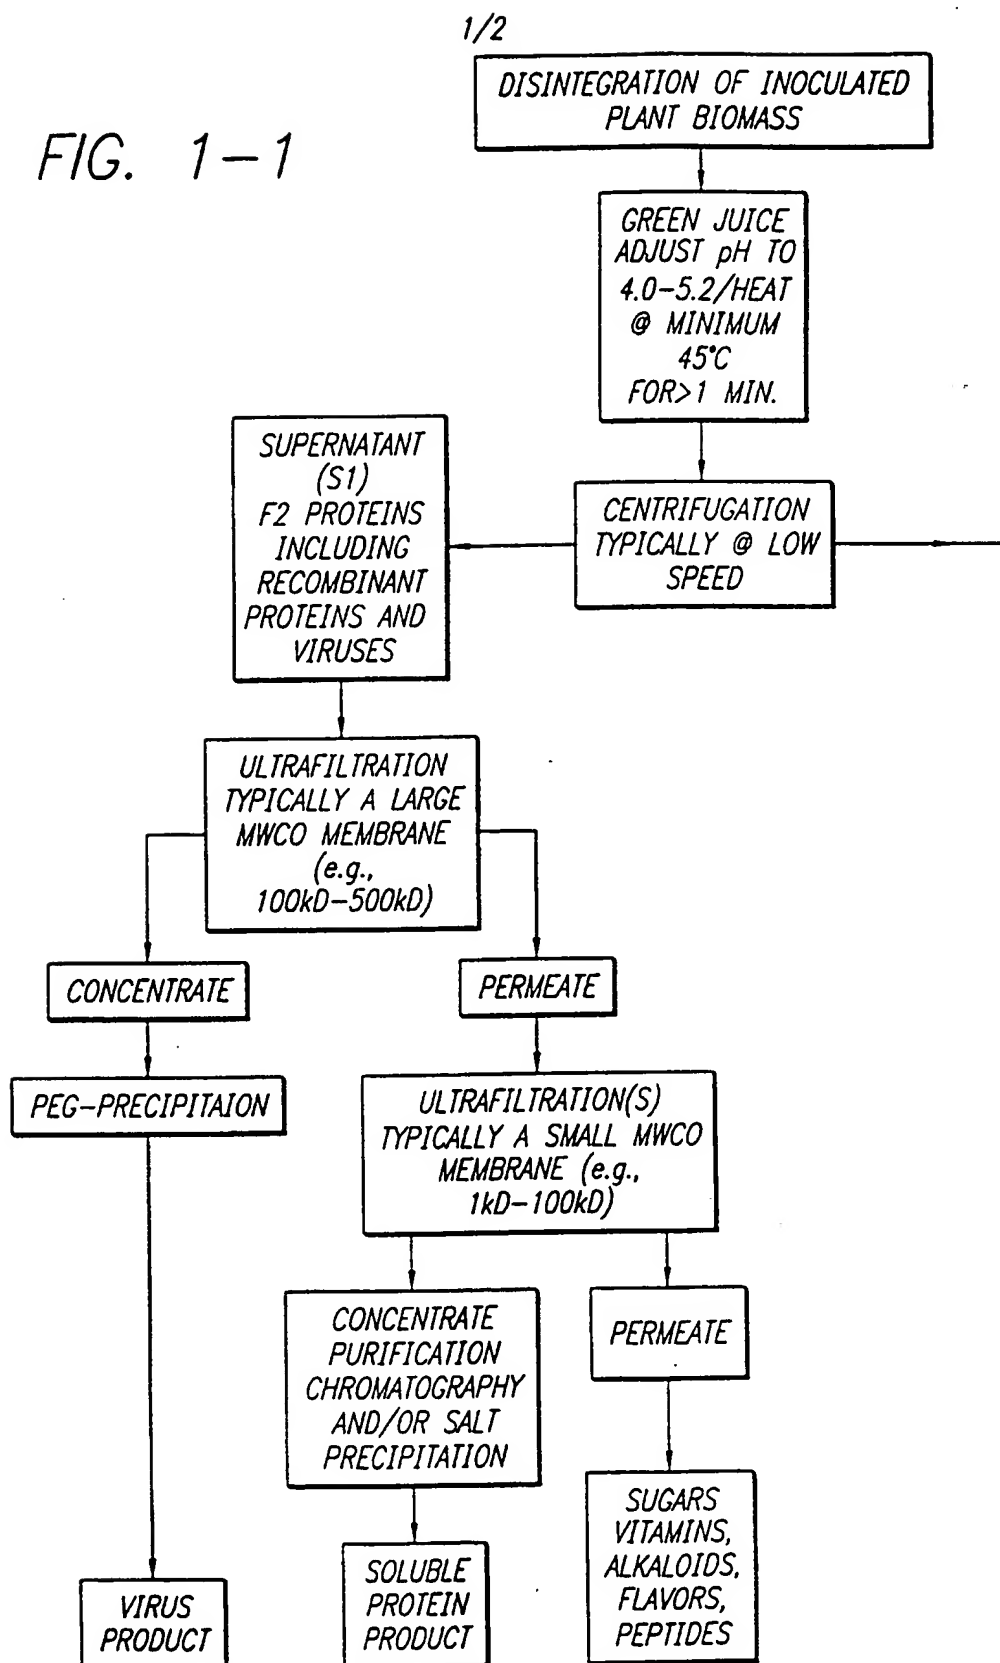 1/2
FIG. 1-1
DISINTEGRATION OF INOCULATED
PLANT BIOMASS
GREEN JUICE
ADJUST pH TO
4.0-5.2/HEAT
@ MINIMUM
45°C
FOR>1 MIN.
CENTRIFUGATION
TYPICALLY @ LOW
SPEED
SUPERNATANT
(S1)
F2 PROTEINS
INCLUDING
RECOMBINANT
PROTEINS AND
VIRUSES
ULTRAFILTRATION
TYPICALLY A LARGE
MWCO MEMBRANE
(e.g.,
100kD-500kD)
CONCENTRATE
PERMEATE
PEG-PRECIPITAION
ULTRAFILTRATION(S)
TYPICALLY A SMALL MWCO
MEMBRANE (e.g.,
1kD-100kD)
CONCENTRATE
PURIFICATION
CHROMATOGRAPHY
AND/OR SALT
PRECIPITATION
PERMEATE
VIRUS
PRODUCT
SOLUBLE
PROTEIN
PRODUCT
SUGARS
VITAMINS,
ALKALOIDS,
FLAVORS,
PEPTIDES